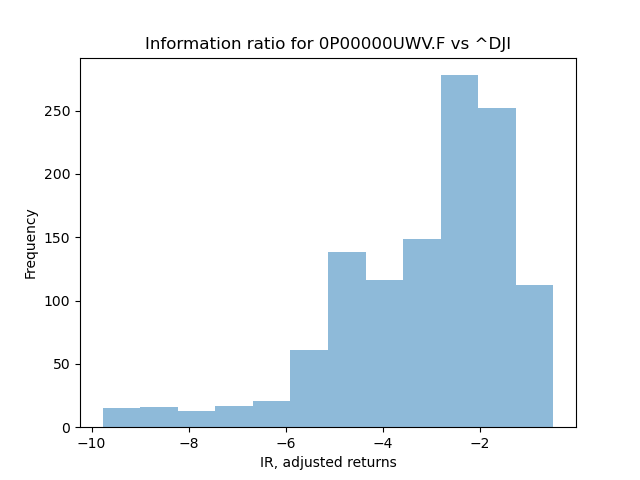 Information ratio for 0P00000UWV.F vs ^DJI
Frequency
250
200
150
100
50
0
−10 −8 −6 −4 −2
IR, adjusted returns